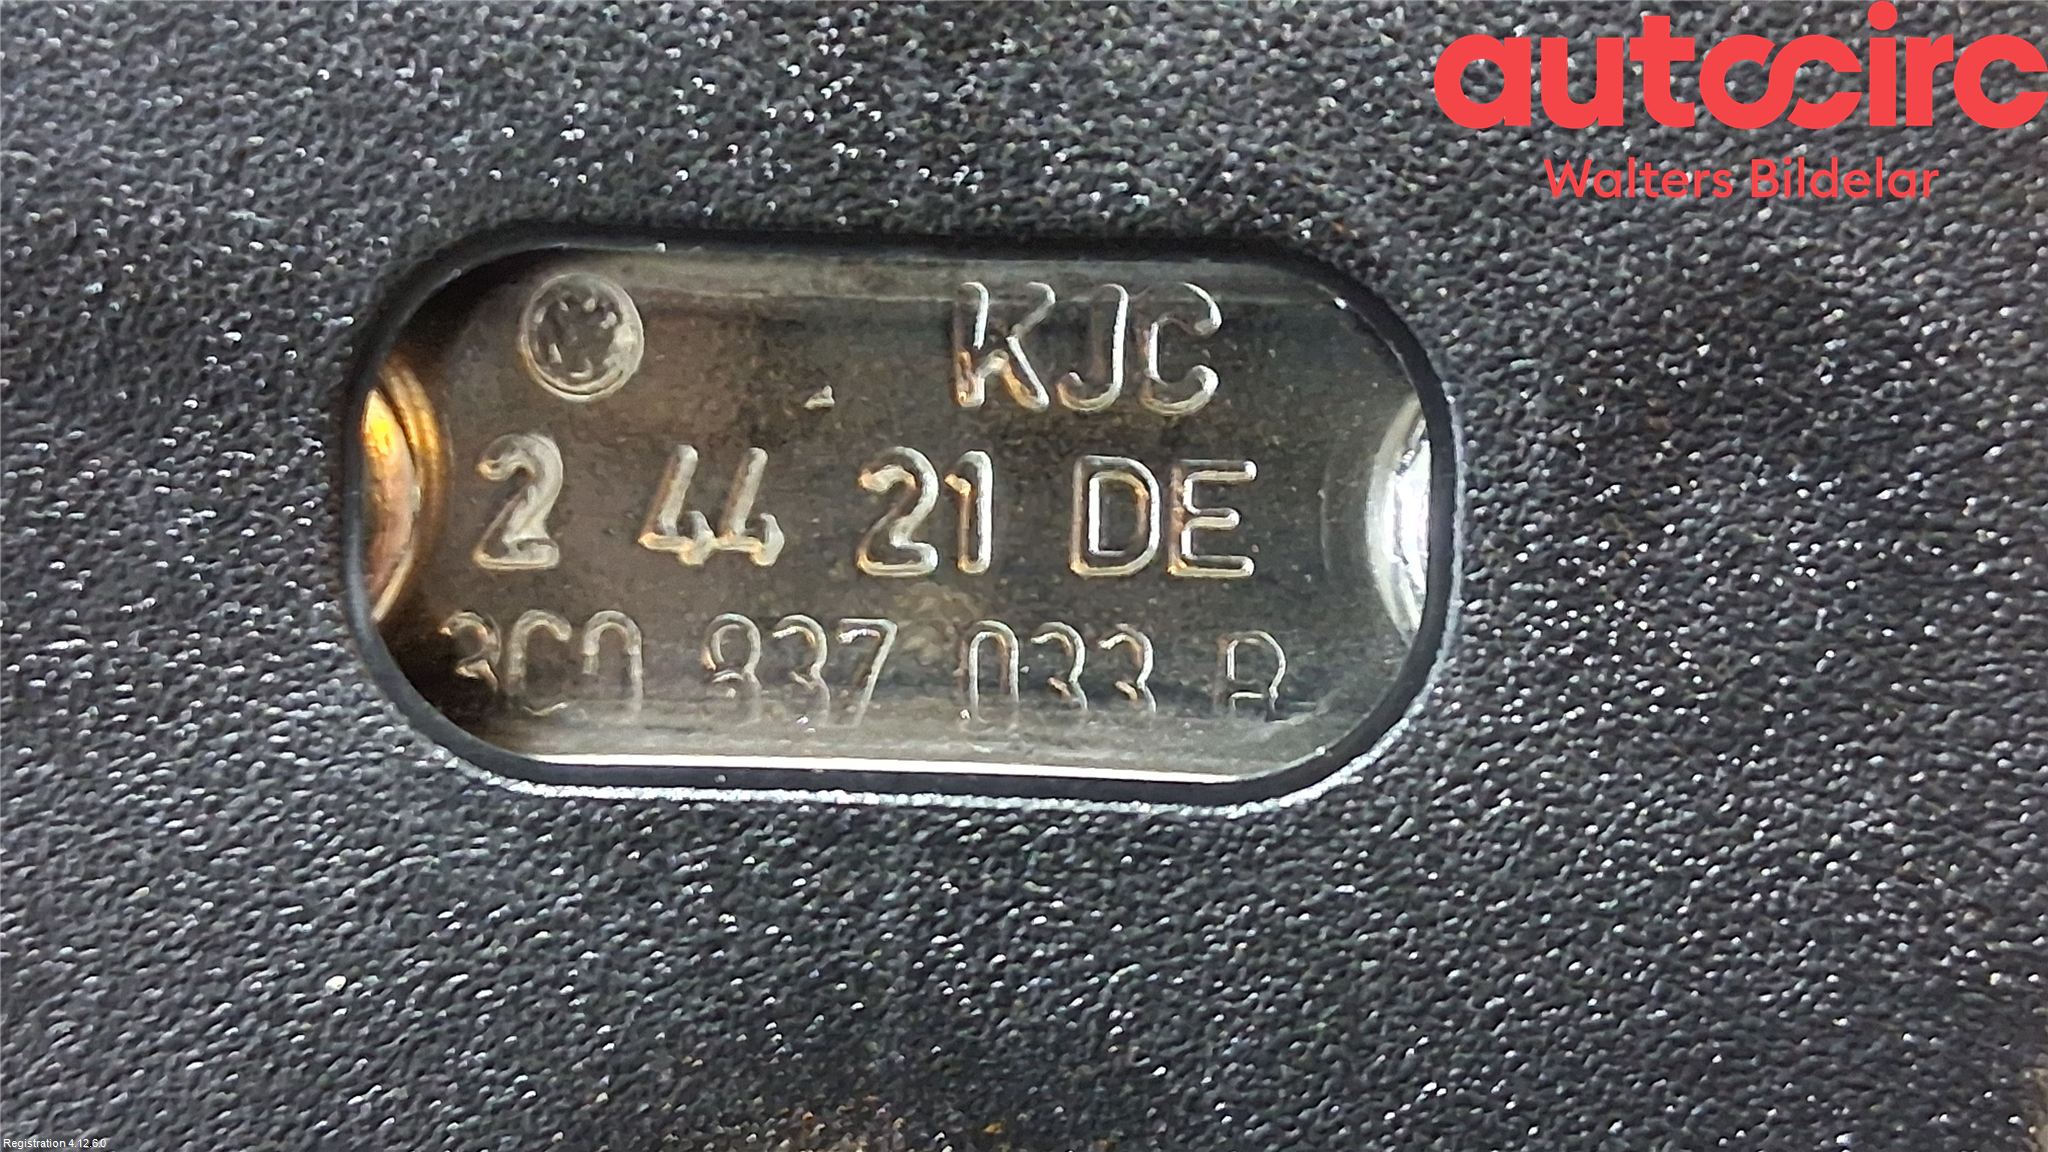 autocirc
Walters Bildelar
KJC
2 44 21 DE
3C0 837 033 B
Registration 4.12.6.0